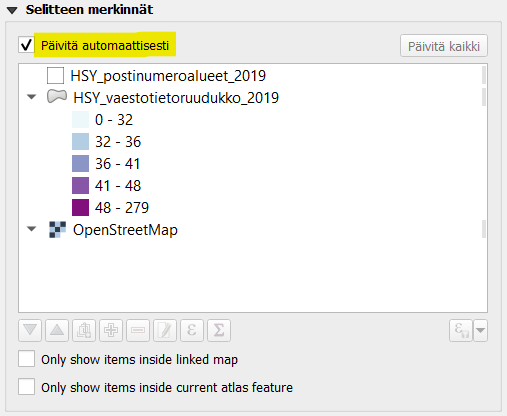 Selitteen merkinnät
Päivitä automaattisesti
Päivitä kaikki
HSY_postinumeroalueet_2019
HSY_vaestotietoruudukko_2019
0 - 32
32 - 36
36 - 41
41 - 48
48 - 279
OpenStreetMap
ε Σ ε
Only show items inside linked map
Only show items inside current atlas feature